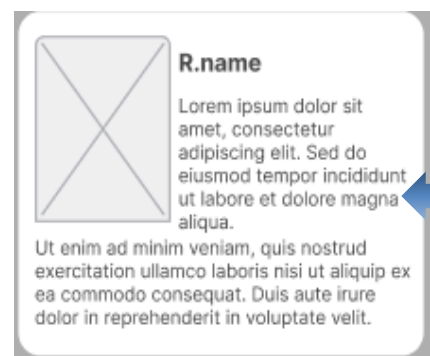 R.name
Lorem ipsum dolor sit
amet, consectetur
adipiscing elit. Sed do
eiusmod tempor incididunt
ut labore et dolore magna
aliqua.
Ut enim ad minim veniam, quis nostrud
exercitation ullamco laboris nisi ut aliquip ex
ea commodo consequat. Duis aute irure
dolor in reprehenderit in voluptate velit.